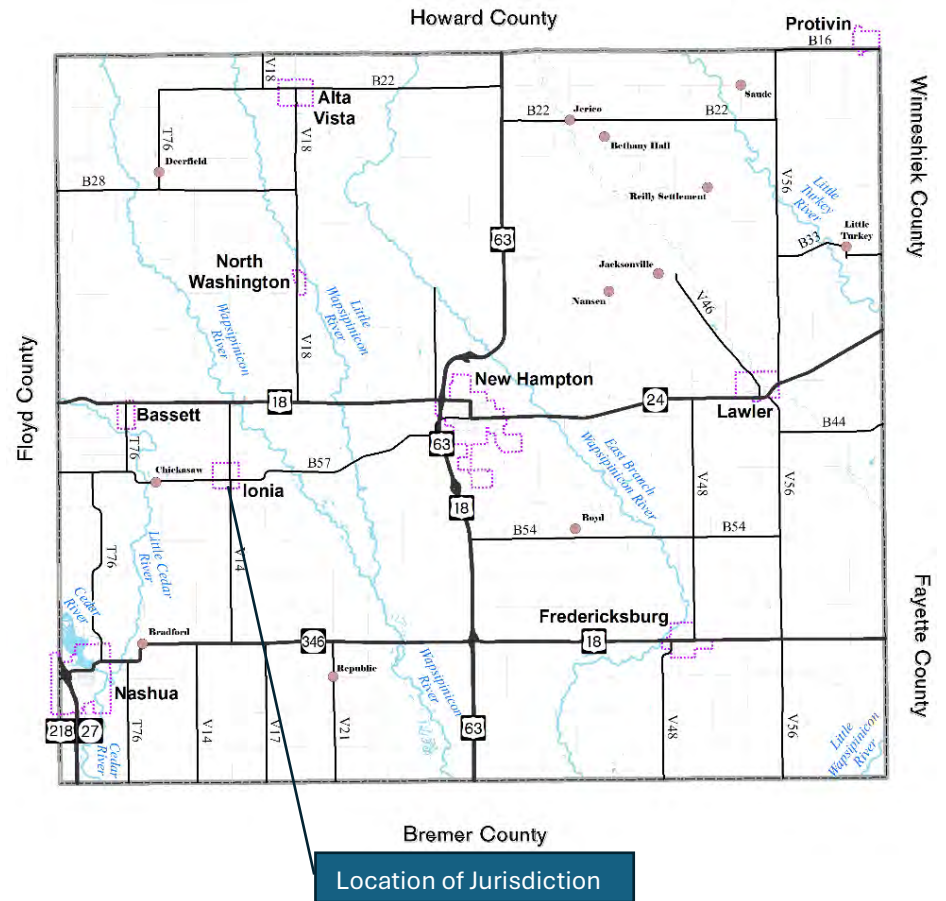 Howard County
Protivin
B16
V18
B22
Alta
Vista
Saude
T76
V18
B22
Jerico
B22
Bethany Hall
Deerfield
B28
V56
Reilly Settlement
Little
Turkey
River
Winneshiek County
Little
Turkey
B33
63
North
Washington
Jacksonville
Nansen
V46
Wapsipinicon
River
Little
Wapsipinicon
River
V18
Floyd County
New Hampton
18
24
Bassett
Lawler
T76
63
B44
Chickasaw
B57
Ionia
East Branch
Wapsipinicon River
V48
V56
18
Boyd
B54
B54
T76
Little Cedar
River
V14
Cedar
River
Fayette County
Fredericksburg
Bradford
346
18
Republic
Wapsipinicon
River
Nashua
218
27
Cedar
River
T76
V14
V17
V21
63
V48
V56
Little
Wapsipinicon
River
Bremer County
Location of Jurisdiction